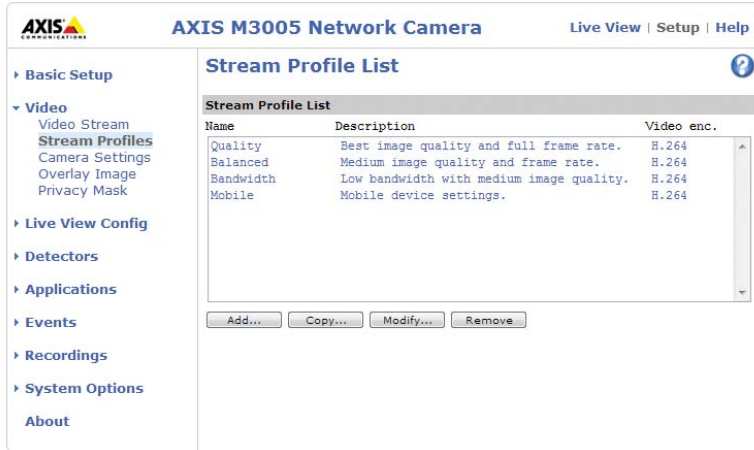 AXIS COMMUNICATIONS
AXIS M3005 Network Camera
Live View | Setup | Help
Basic Setup
Video
Video Stream
Stream Profiles
Camera Settings
Overlay Image
Privacy Mask
Live View Config
Detectors
Applications
Events
Recordings
System Options
About
Stream Profile List
?
Stream Profile List
Name Description Video enc.
Quality Best image quality and full frame rate. H.264
Balanced Medium image quality and frame rate. H.264
Bandwidth Low bandwidth with medium image quality. H.264
Mobile Mobile device settings. H.264
Add... Copy... Modify... Remove